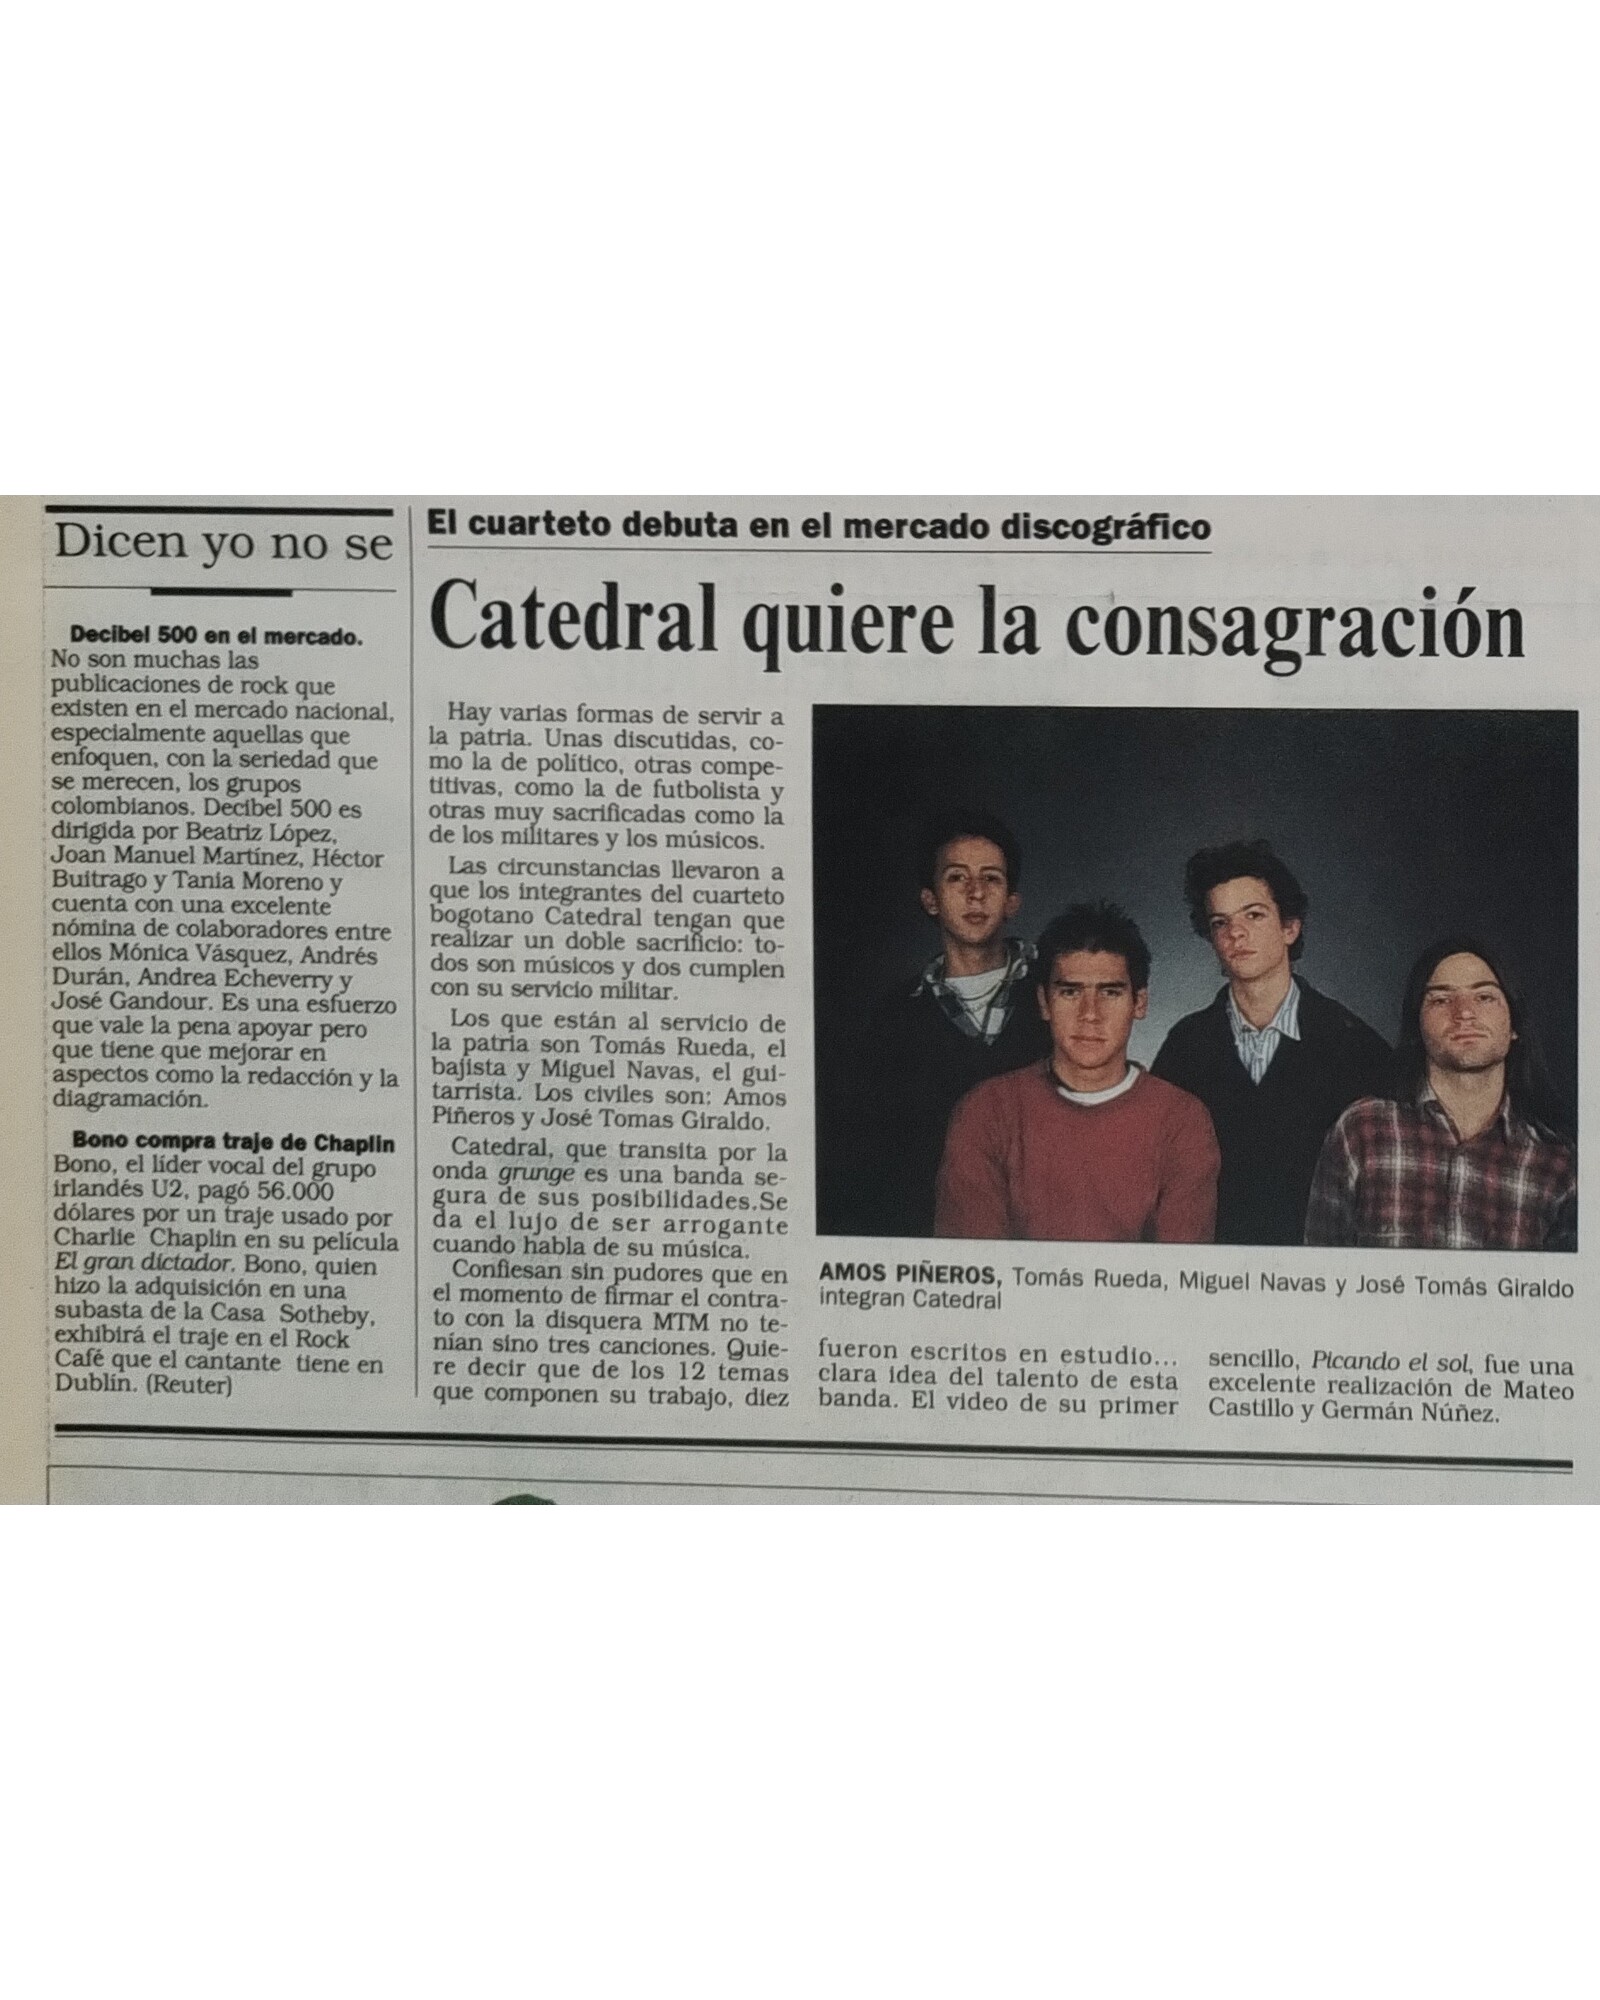 Dicen yo no se
Decibel 500 en el mercado.
No son muchas las
publicaciones de rock que
existen en el mercado nacional,
especialmente aquellas que
enfoquen, con la seriedad que
se merecen, los grupos
colombianos. Decibel 500 es
dirigida por Beatriz López,
Joan Manuel Martínez, Héctor
Buitrago y Tania Moreno y
cuenta con una excelente
nómina de colaboradores entre
ellos Mónica Vásquez, Andrés
Durán, Andrea Echeverry y
José Gandour. Es una esfuerzo
que vale la pena apoyar pero
que tiene que mejorar en
aspectos como la redacción y la
diagramación.
Bono compra traje de Chaplin
Bono, el líder vocal del grupo
irlandés U2, pagó 56.000
dólares por un traje usado por
Charlie Chaplin en su película
El gran dictador. Bono, quien
hizo la adquisición en una
subasta de la Casa Sotheby,
exhibirá el traje en el Rock
Café que el cantante tiene en
Dublín. (Reuter)
El cuarteto debuta en el mercado discográfico
Catedral quiere la consagración
Hay varias formas de servir a
la patria. Unas discutidas, co-
mo la de político, otras compe-
titivas, como la de futbolista y
otras muy sacrificadas como la
de los militares y los músicos.
Las circunstancias llevaron a
que los integrantes del cuarteto
bogotano Catedral tengan que
realizar un doble sacrificio: to-
dos son músicos y dos cumplen
con su servicio militar.
Los que están al servicio de
la patria son Tomás Rueda, el
bajista y Miguel Navas, el gui-
tarrista. Los civiles son: Amos
Piñeros y José Tomas Giraldo.
Catedral, que transita por la
onda grunge es una banda se-
gura de sus posibilidades.Se
da el lujo de ser arrogante
cuando habla de su música.
Confiesan sin pudores que en
el momento de firmar el contra-
to con la disquera MTM no te-
nían sino tres canciones. Quie-
re decir que de los 12 temas
que componen su trabajo, diez
AMOS PIÑEROS, Tomás Rueda, Miguel Navas y José Tomás Giraldo
integran Catedral
fueron escritos en estudio...
clara idea del talento de esta
banda. El video de su primer
sencillo, Picando el sol, fue una
excelente realización de Mateo
Castillo y Germán Núñez.